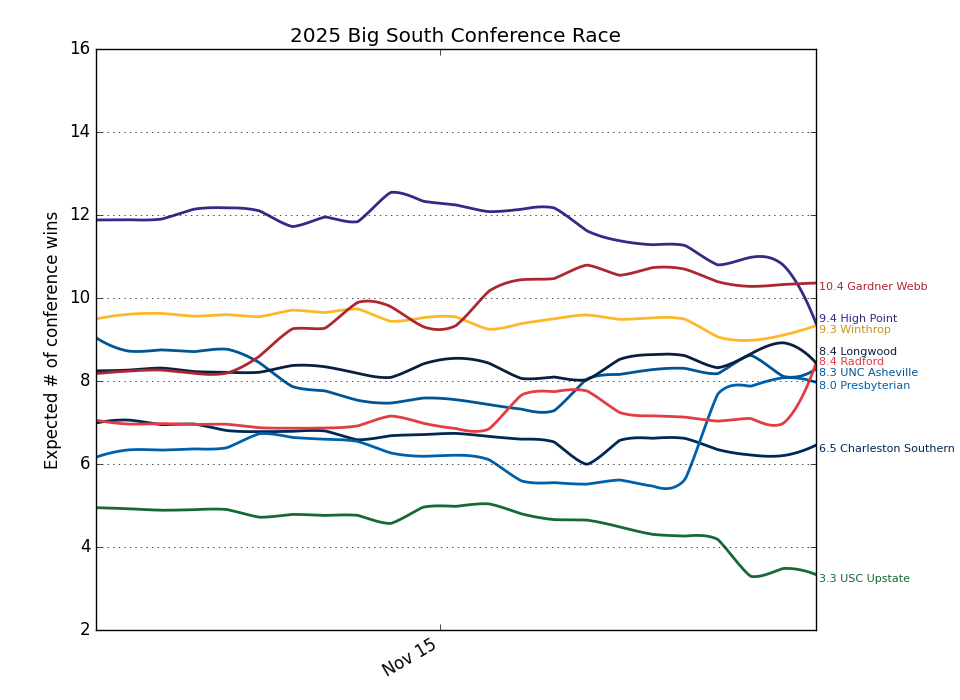 2025 Big South Conference Race
Expected # of conference wins
16
14
12
10
8
6
4
2
Nov 15
10.4 Gardner Webb
9.4 High Point
9.3 Winthrop
8.4 Longwood
8.4 Radford
8.3 UNC Asheville
8.0 Presbyterian
6.5 Charleston Southern
3.3 USC Upstate